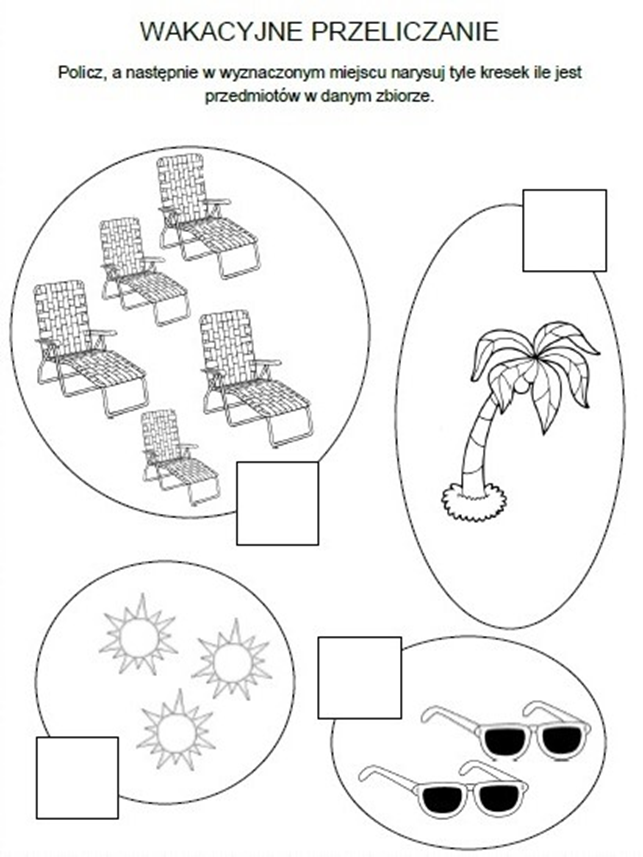 WAKACYJNE PRZELICZANIE
Policz, a następnie w wyznaczonym miejscu narysuj tyle kresek ile jest
przedmiotów w danym zbiorze.